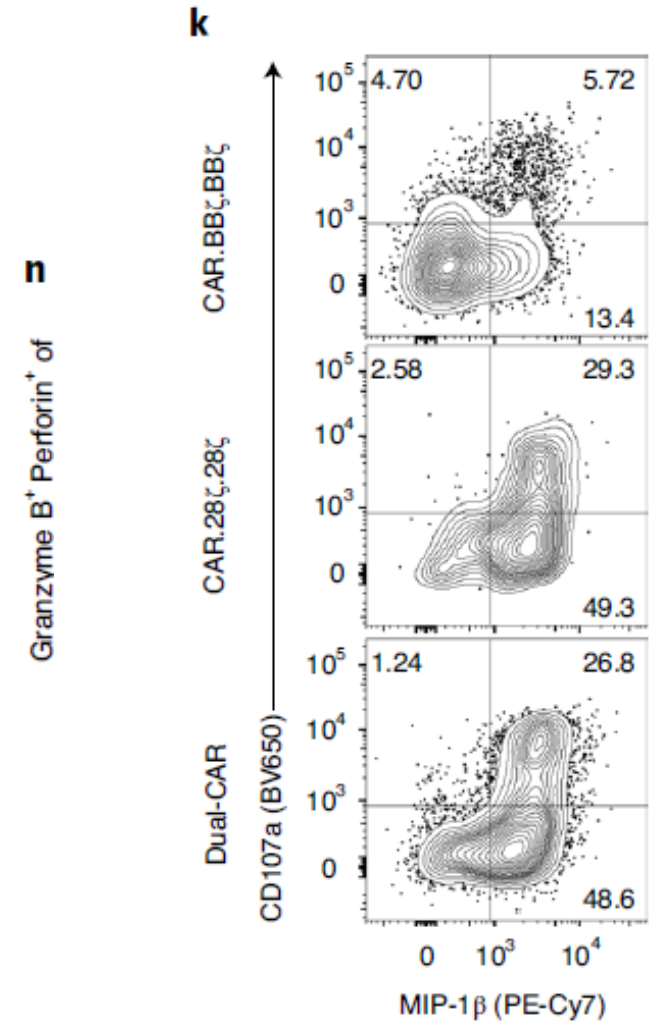 k
n
Granzyme B⁺ Perforin⁺ of
CAR.BBζ.BBζ
10⁵
10⁴
10³
0
4.70
5.72
13.4
CAR.28ζ.28ζ
10⁵
10⁴
10³
0
2.58
29.3
49.3
Dual-CAR
CD107a (BV650)
10⁵
10⁴
10³
0
1.24
26.8
48.6
0 10³ 10⁴
MIP-1β (PE-Cy7)